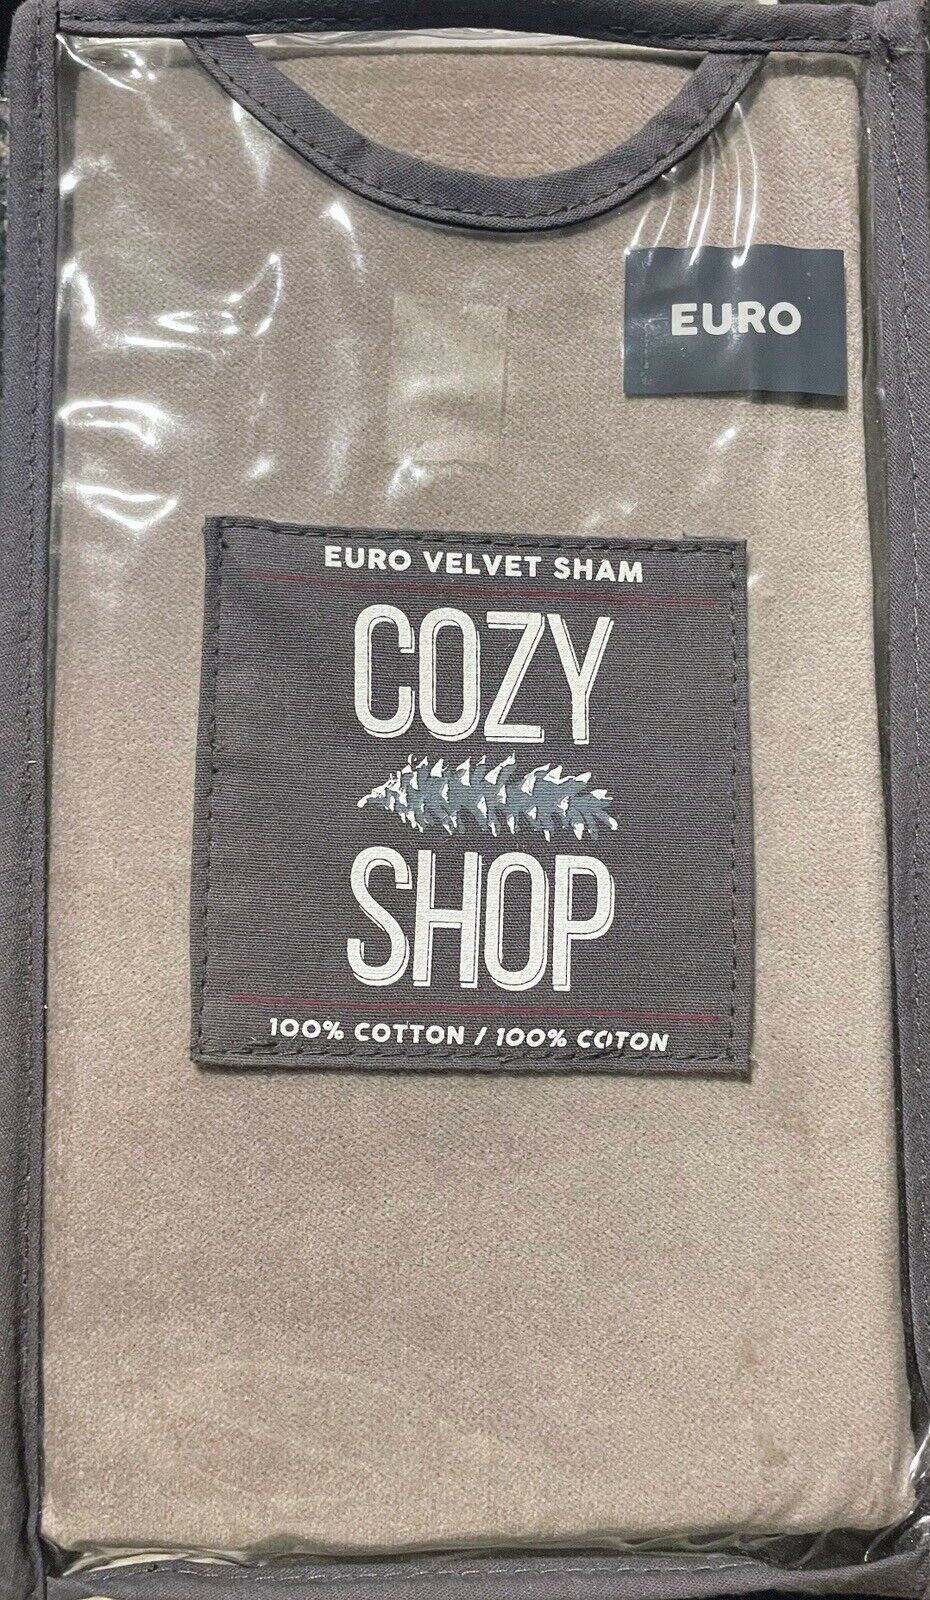 EURO
EURO VELVET SHAM
COZY
SHOP
100% COTTON / 100% COTON